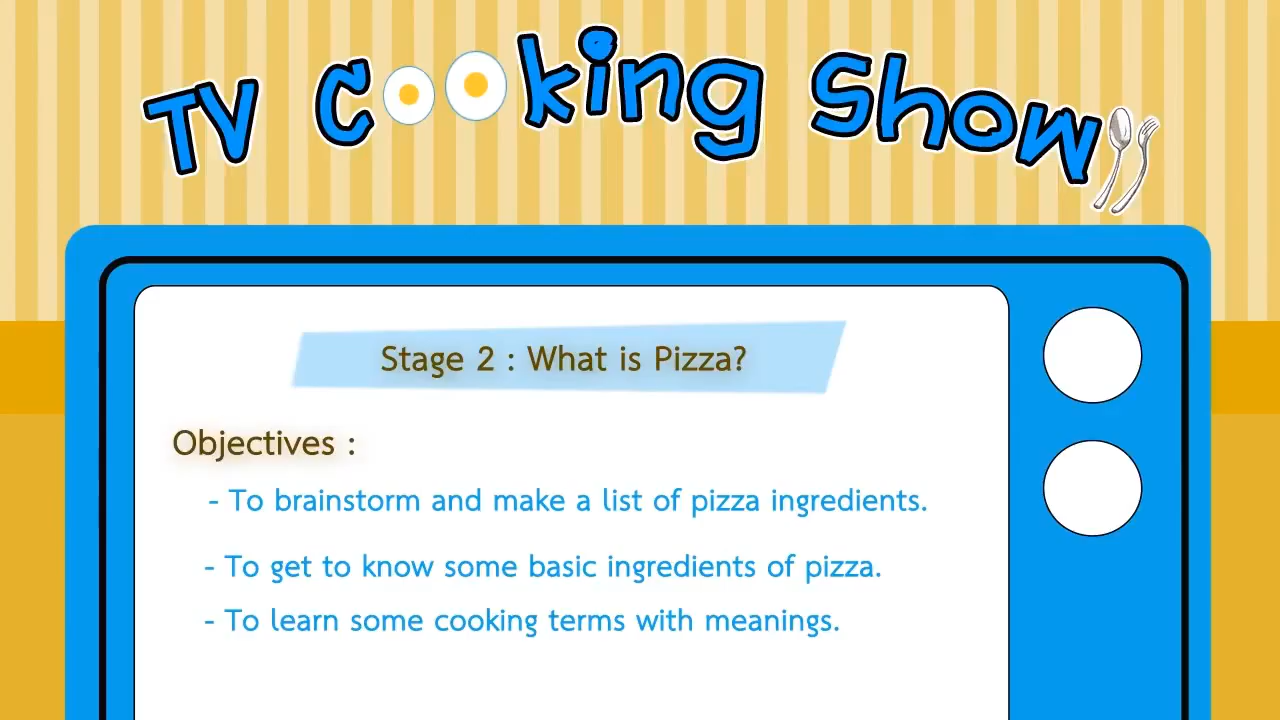 TV Cooking Show
Stage 2 : What is Pizza?
Objectives :
- To brainstorm and make a list of pizza ingredients.
- To get to know some basic ingredients of pizza.
- To learn some cooking terms with meanings.